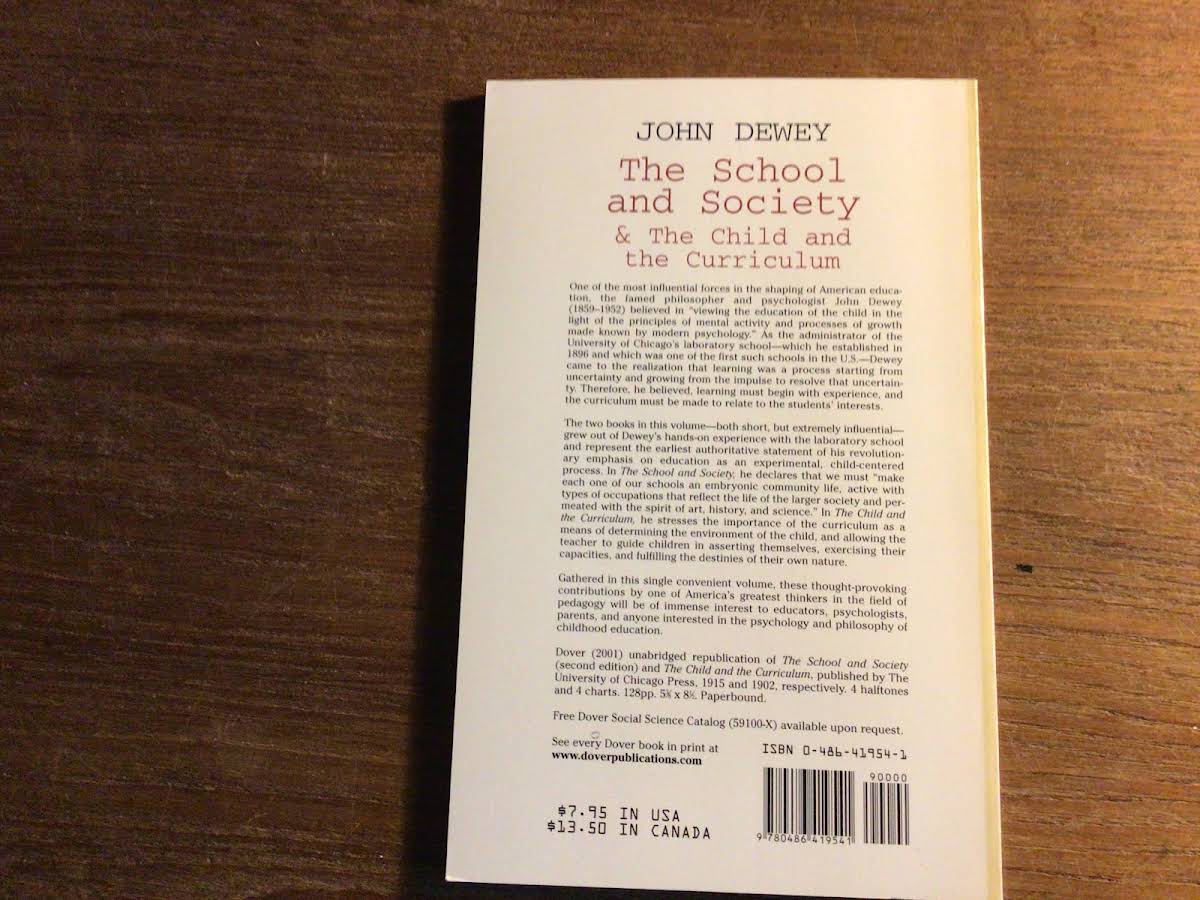 JOHN DEWEY
The School
and Society
& The Child and
the Curriculum
One of the most influential forces in the shaping of American educa-
tion, the famed philosopher and psychologist John Dewey
(1859–1952) believed in "viewing the education of the child in the
light of the principles of mental activity and processes of growth
made known by modern psychology." As the administrator of the
University of Chicago's laboratory school—which he established in
1896 and which was one of the first such schools in the U.S.—Dewey
came to the realization that learning was a process starting from
uncertainty and growing from the impulse to resolve that uncertain-
ty. Therefore, he believed, learning must begin with experience, and
the curriculum must be made to relate to the students' interests.
The two books in this volume—both short, but extremely influential—
grew out of Dewey's hands-on experience with the laboratory school
and represent the earliest authoritative statement of his revolution-
ary emphasis on education as an experimental, child-centered
process. In The School and Society, he declares that we must "make
each one of our schools an embryonic community life, active with
types of occupations that reflect the life of the larger society and per-
meated with the spirit of art, history, and science." In The Child and
the Curriculum, he stresses the importance of the curriculum as a
means of determining the environment of the child, and allowing the
teacher to guide children in asserting themselves, exercising their
capacities, and fulfilling the destinies of their own nature.
Gathered in this single convenient volume, these thought-provoking
contributions by one of America's greatest thinkers in the field of
pedagogy will be of immense interest to educators, psychologists,
parents, and anyone interested in the psychology and philosophy of
childhood education.
Dover (2001) unabridged republication of The School and Society
(second edition) and The Child and the Curriculum, published by The
University of Chicago Press, 1915 and 1902, respectively. 4 halftones
and 4 charts. 128pp. 5⅜ x 8½. Paperbound.
Free Dover Social Science Catalog (59100-X) available upon request.
See every Dover book in print at
www.doverpublications.com
ISBN 0-486-41954-1
90000
9 780486 419541
$7.95 IN USA
$13.50 IN CANADA